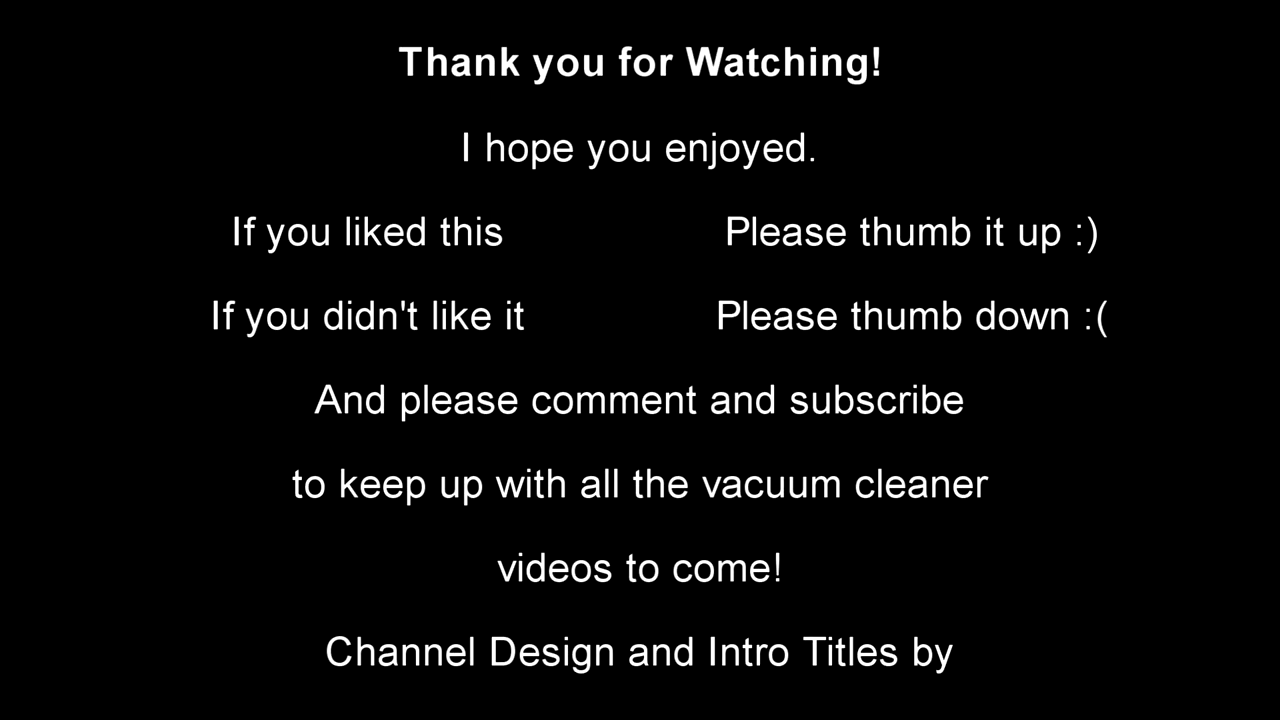 Thank you for Watching!
I hope you enjoyed.
If you liked this Please thumb it up :)
If you didn't like it Please thumb down :(
And please comment and subscribe
to keep up with all the vacuum cleaner
videos to come!
Channel Design and Intro Titles by